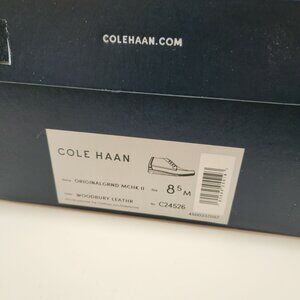 COLEHAAN.COM
COLE HAAN
ORIGINALGRND MCHK II
8.5 M
WOODBURY LEATHR
C24526